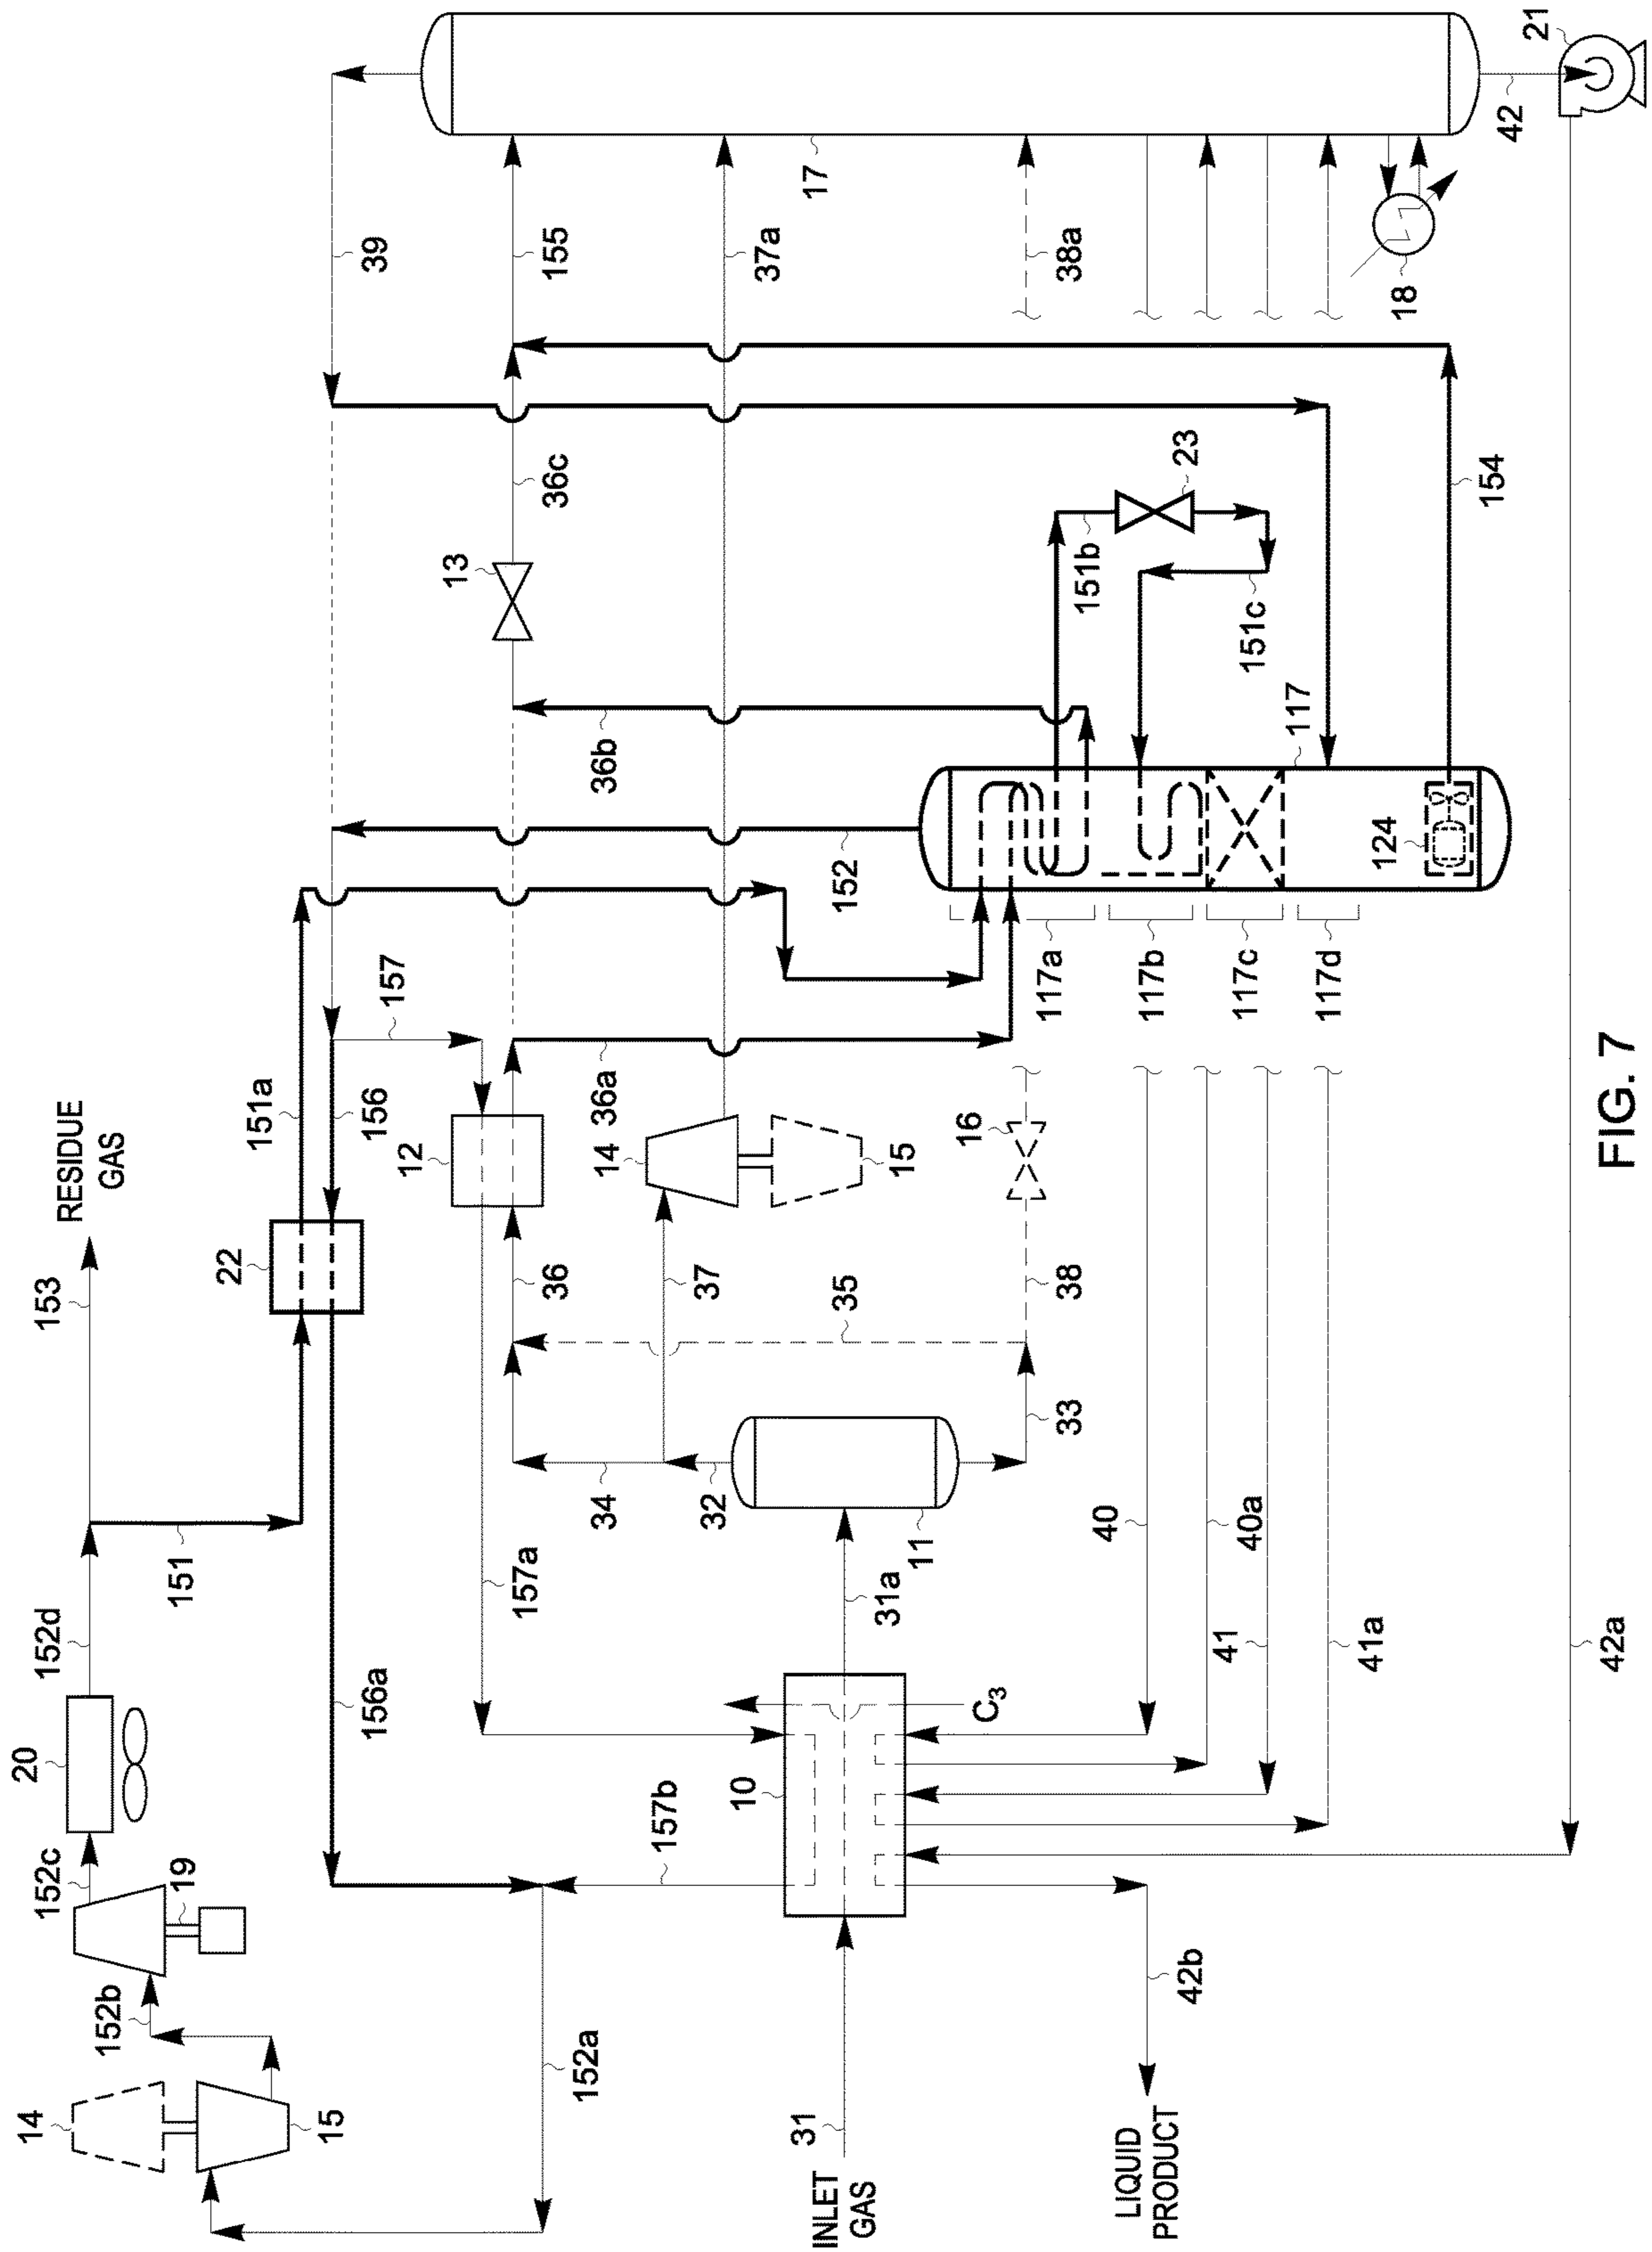 14
20
152c
152d
153
RESIDUE
GAS
152b
19
151
22
151a
15
156a
156
157
39
12
13
157a
36
36c
155
152a
34
36a
36b
14
157b
37
32
10
37a
31
INLET
GAS
17
31a
35
152
15
11
16
C₃
38
117a
33
38a
151b
40
LIQUID
PRODUCT
117b
23
42b
41
117c
40a
151c
117
117d
41a
124
18
154
42
21
42a
FIG. 7